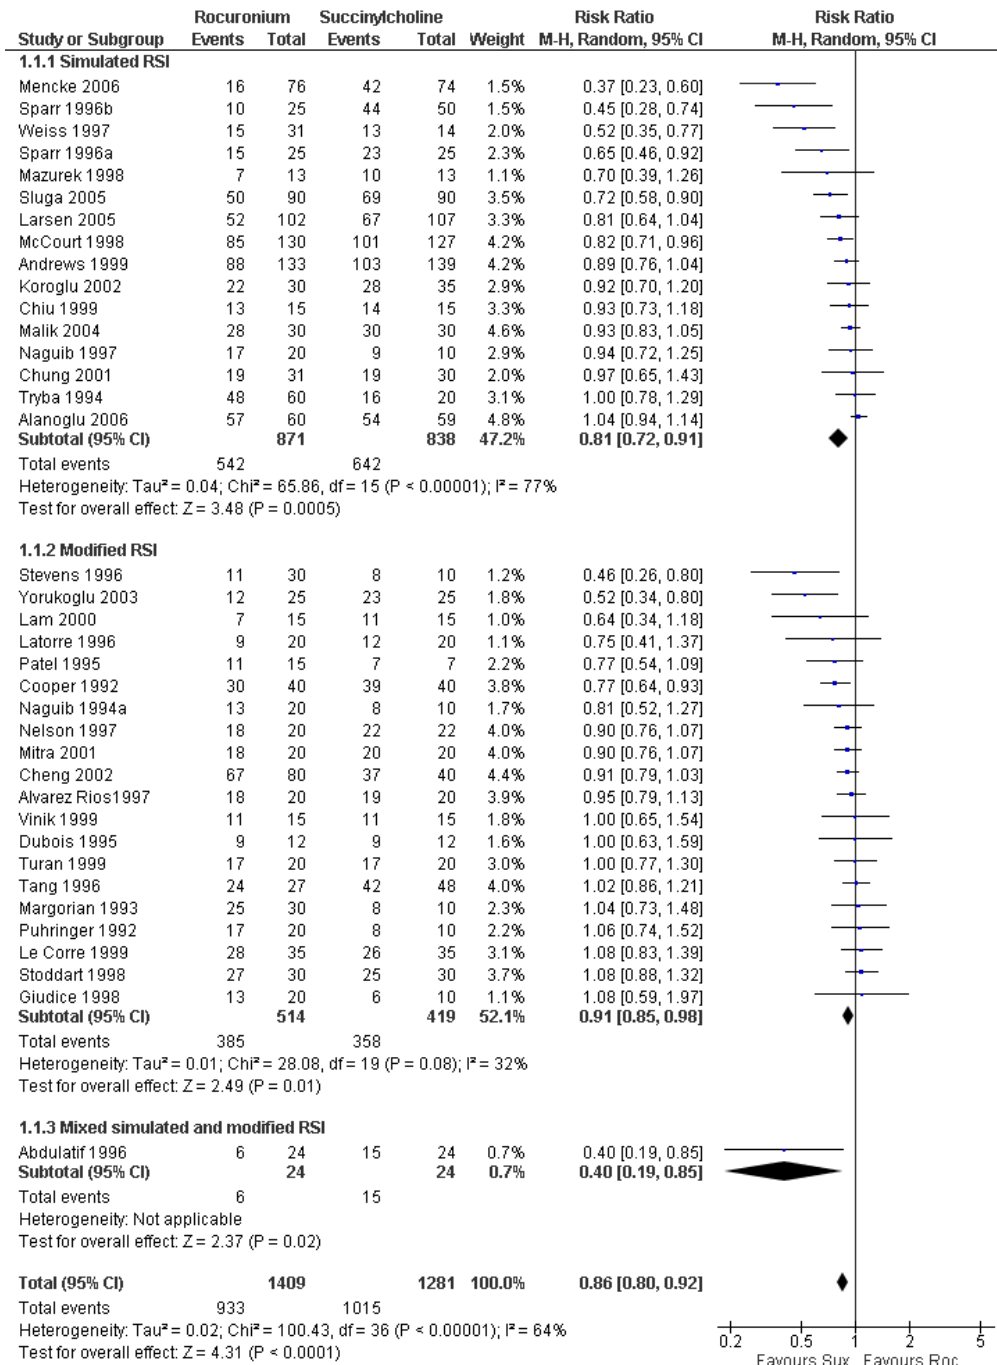 Rocuronium Succinylcholine Risk Ratio Risk Ratio
Study or Subgroup Events Total Events Total Weight M-H, Random, 95% CI M-H, Random, 95% CI
1.1.1 Simulated RSI
Mencke 2006 16 76 42 74 1.5% 0.37 [0.23, 0.60]
Sparr 1996b 10 25 44 50 1.5% 0.45 [0.28, 0.74]
Weiss 1997 15 31 13 14 2.0% 0.52 [0.35, 0.77]
Sparr 1996a 15 25 23 25 2.3% 0.65 [0.46, 0.92]
Mazurek 1998 7 13 10 13 1.1% 0.70 [0.39, 1.26]
Sluga 2005 50 90 69 90 3.5% 0.72 [0.58, 0.90]
Larsen 2005 52 102 67 107 3.3% 0.81 [0.64, 1.04]
McCourt 1998 85 130 101 127 4.2% 0.82 [0.71, 0.96]
Andrews 1999 88 133 103 139 4.2% 0.89 [0.76, 1.04]
Koroglu 2002 22 30 28 35 2.9% 0.92 [0.70, 1.20]
Chiu 1999 13 15 14 15 3.3% 0.93 [0.73, 1.18]
Malik 2004 28 30 30 30 4.6% 0.93 [0.83, 1.05]
Naguib 1997 17 20 9 10 2.9% 0.94 [0.72, 1.25]
Chung 2001 19 31 19 30 2.0% 0.97 [0.65, 1.43]
Tryba 1994 48 60 16 20 3.1% 1.00 [0.78, 1.29]
Alanoglu 2006 57 60 54 59 4.8% 1.04 [0.94, 1.14]
Subtotal (95% CI) 871 838 47.2% 0.81 [0.72, 0.91]
Total events 542 642
Heterogeneity: Tau² = 0.04; Chi² = 65.86, df = 15 (P < 0.00001); I² = 77%
Test for overall effect: Z = 3.48 (P = 0.0005)
1.1.2 Modified RSI
Stevens 1996 11 30 8 10 1.2% 0.46 [0.26, 0.80]
Yorukoglu 2003 12 25 23 25 1.8% 0.52 [0.34, 0.80]
Lam 2000 7 15 11 15 1.0% 0.64 [0.34, 1.18]
Latorre 1996 9 20 12 20 1.1% 0.75 [0.41, 1.37]
Patel 1995 11 15 7 7 2.2% 0.77 [0.54, 1.09]
Cooper 1992 30 40 39 40 3.8% 0.77 [0.64, 0.93]
Naguib 1994a 13 20 8 10 1.7% 0.81 [0.52, 1.27]
Nelson 1997 18 20 22 22 4.0% 0.90 [0.76, 1.07]
Mitra 2001 18 20 20 20 4.0% 0.90 [0.76, 1.07]
Cheng 2002 67 80 37 40 4.4% 0.91 [0.79, 1.03]
Alvarez Rios1997 18 20 19 20 3.9% 0.95 [0.79, 1.13]
Vinik 1999 11 15 11 15 1.8% 1.00 [0.65, 1.54]
Dubois 1995 9 12 9 12 1.6% 1.00 [0.63, 1.59]
Turan 1999 17 20 17 20 3.0% 1.00 [0.77, 1.30]
Tang 1996 24 27 42 48 4.0% 1.02 [0.86, 1.21]
Margorian 1993 25 30 8 10 2.3% 1.04 [0.73, 1.48]
Puhringer 1992 17 20 8 10 2.2% 1.06 [0.74, 1.52]
Le Corre 1999 28 35 26 35 3.1% 1.08 [0.83, 1.39]
Stoddart 1998 27 30 25 30 3.7% 1.08 [0.88, 1.32]
Giudice 1998 13 20 6 10 1.1% 1.08 [0.59, 1.97]
Subtotal (95% CI) 514 419 52.1% 0.91 [0.85, 0.98]
Total events 385 358
Heterogeneity: Tau² = 0.01; Chi² = 28.08, df = 19 (P = 0.08); I² = 32%
Test for overall effect: Z = 2.49 (P = 0.01)
1.1.3 Mixed simulated and modified RSI
Abdulatif 1996 6 24 15 24 0.7% 0.40 [0.19, 0.85]
Subtotal (95% CI) 24 24 0.7% 0.40 [0.19, 0.85]
Total events 6 15
Heterogeneity: Not applicable
Test for overall effect: Z = 2.37 (P = 0.02)
Total (95% CI) 1409 1281 100.0% 0.86 [0.80, 0.92]
Total events 933 1015
Heterogeneity: Tau² = 0.02; Chi² = 100.43, df = 36 (P < 0.00001); I² = 64%
Test for overall effect: Z = 4.31 (P < 0.0001)
0.2 0.5 1 2 5
Favours Sux Favours Roc